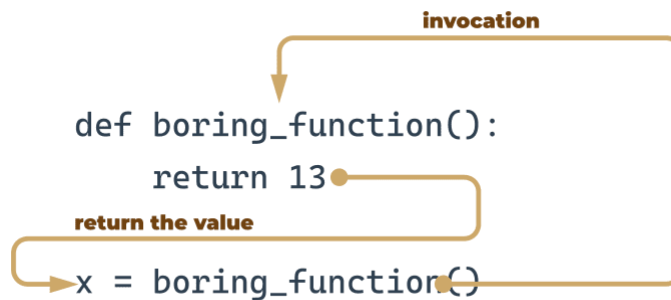 invocation
def boring_function():
    return 13
return the value
x = boring_function()